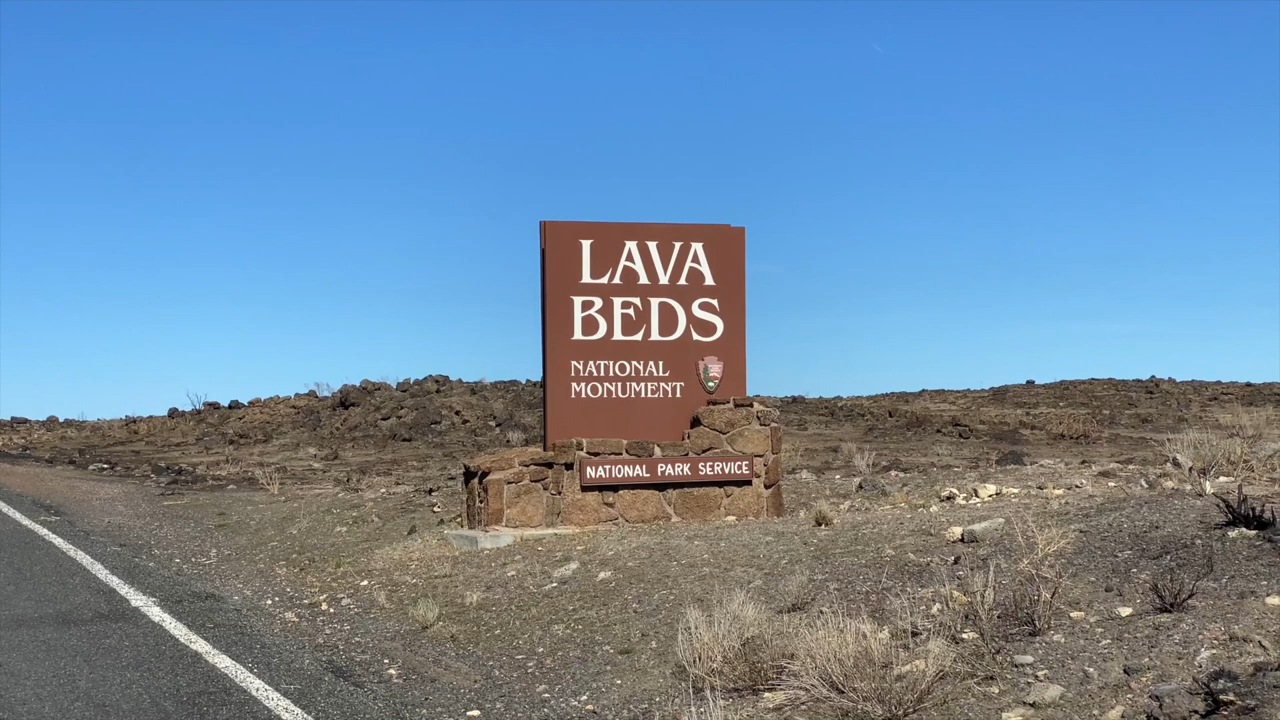 LAVA
BEDS
NATIONAL
MONUMENT
NATIONAL PARK SERVICE